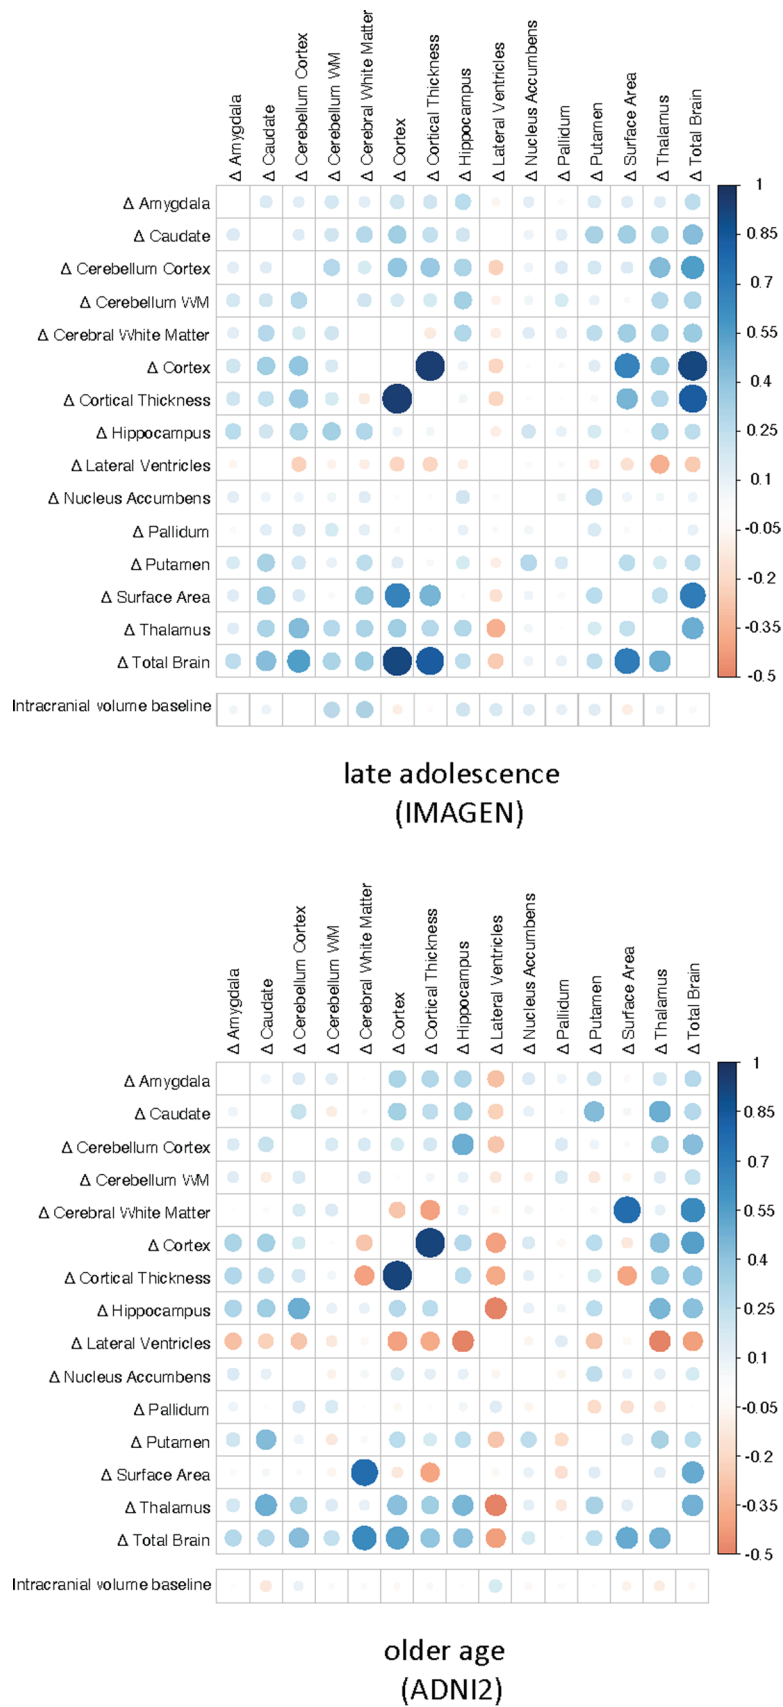 Δ Amygdala
Δ Caudate
Δ Cerebellum Cortex
Δ Cerebellum WM
Δ Cerebral White Matter
Δ Cortex
Δ Cortical Thickness
Δ Hippocampus
Δ Lateral Ventricles
Δ Nucleus Accumbens
Δ Pallidum
Δ Putamen
Δ Surface Area
Δ Thalamus
Δ Total Brain
Δ Amygdala
Δ Caudate
Δ Cerebellum Cortex
Δ Cerebellum WM
Δ Cerebral White Matter
Δ Cortex
Δ Cortical Thickness
Δ Hippocampus
Δ Lateral Ventricles
Δ Nucleus Accumbens
Δ Pallidum
Δ Putamen
Δ Surface Area
Δ Thalamus
Δ Total Brain
Intracranial volume baseline
1
0.85
0.7
0.55
0.4
0.25
0.1
-0.05
-0.2
-0.35
-0.5
late adolescence
(IMAGEN)
Δ Amygdala
Δ Caudate
Δ Cerebellum Cortex
Δ Cerebellum WM
Δ Cerebral White Matter
Δ Cortex
Δ Cortical Thickness
Δ Hippocampus
Δ Lateral Ventricles
Δ Nucleus Accumbens
Δ Pallidum
Δ Putamen
Δ Surface Area
Δ Thalamus
Δ Total Brain
Δ Amygdala
Δ Caudate
Δ Cerebellum Cortex
Δ Cerebellum WM
Δ Cerebral White Matter
Δ Cortex
Δ Cortical Thickness
Δ Hippocampus
Δ Lateral Ventricles
Δ Nucleus Accumbens
Δ Pallidum
Δ Putamen
Δ Surface Area
Δ Thalamus
Δ Total Brain
Intracranial volume baseline
1
0.85
0.7
0.55
0.4
0.25
0.1
-0.05
-0.2
-0.35
-0.5
older age
(ADNI2)